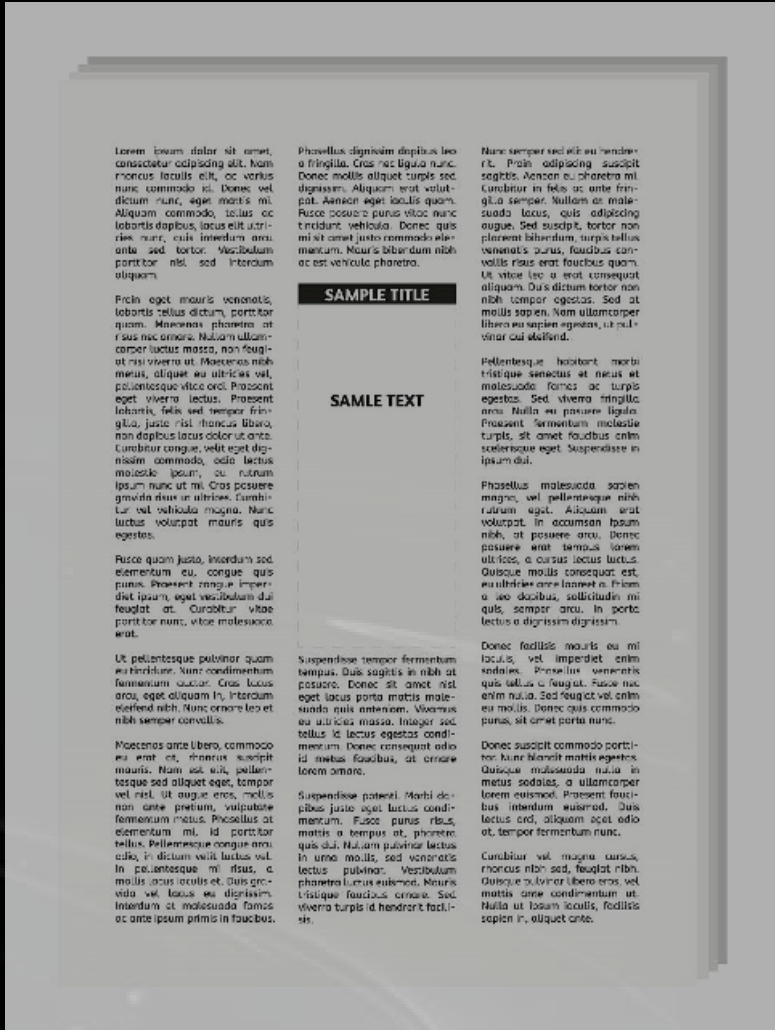 Lorem ipsum dolor sit amet,
consectetur adipiscing elit. Nam
rhoncus iaculis elit, ac varius
nunc commodo id. Donec vel
dictum nunc, eget mattis mi.
Aliquam commodo, tellus ac
lobortis dapibus, lacus elit ultri-
cies nunc, quis interdum arcu
ante sed tortor. Vestibulum
porttitor nisl sed interdum
aliquam.
Proin eget mauris venenatis,
lobortis tellus dictum, porttitor
quam. Maecenas pharetra at
risus nec ornare. Nullam ullam-
corper luctus massa, non feugi-
at nisi viverra ut. Maecenas nibh
metus, aliquet eu ultricies vel,
pellentesque vitae orci. Praesent
eget viverra lectus. Praesent
lobortis, felis sed tempor frin-
gilla, justo nisl rhoncus libero,
non dapibus lacus dolor ut ante.
Curabitur congue, velit eget dig-
nissim commodo, odio lectus
molestie ipsum, eu rutrum
ipsum nunc ut mi. Cras posuere
gravida risus ut ultrices. Curabi-
tur vel vehicula magna. Nunc
luctus volutpat mauris quis
egestas.
Fusce quam justo, interdum sed
elementum eu, congue quis
purus. Praesent congue imper-
diet ipsum, eget vestibulum dui
feugiat at. Curabitur vitae
porttitor nunc, vitae malesuada
erat.
Ut pellentesque pulvinar quam
eu tincidunt. Nunc condimentum
fermentum auctor. Cras lacus
arcu, eget aliquam in, interdum
eleifend nibh. Nunc ornare leo et
nibh semper convallis.
Maecenas ante libero, commodo
eu erat at, rhoncus suscipit
mauris. Nam est elit, pellen-
tesque sed aliquet eget, tempor
vel nisl. Ut augue eros, mollis
non ante pretium, vulputate
fermentum metus. Phasellus at
elementum mi, id porttitor
tellus. Pellentesque congue arcu
odio, in dictum velit luctus vel.
In pellentesque mi risus, a
mollis lacus iaculis et. Duis gra-
vida vel lacus eu dignissim.
Interdum et malesuada fames
ac ante ipsum primis in faucibus.
Phasellus dignissim dapibus leo
a fringilla. Cras nec ligula nunc.
Donec mollis aliquet turpis sed
dignissim. Aliquam erat volut-
pat. Aenean eget iaculis quam.
Fusce posuere purus vitae nunc
tincidunt vehicula. Donec quis
mi sit amet justo commodo ele-
mentum. Mauris bibendum nibh
ac est vehicula pharetra.
SAMPLE TITLE
SAMLE TEXT
Suspendisse tempor fermentum
tempus. Duis sagittis in nibh at
posuere. Donec sit amet nisl
eget lacus porta mattis male-
suada quis anteniam. Vivamus
eu ultricies massa. Integer sed
tellus id lectus egestas condi-
mentum. Donec consequat odio
id metus faucibus, at ornare
lorem ornare.
Suspendisse potenti. Morbi da-
pibus justo eget luctus condi-
mentum. Fusce purus risus,
mattis a tempus at, pharetra
quis dui. Nullam pulvinar lectus
in urna mollis, sed venenatis
lectus pulvinar. Vestibulum
pharetra luctus euismod. Mauris
tristique faucibus ornare. Sed
viverra turpis id hendrerit facili-
sis.
Nunc semper sed elit eu hendre-
rit. Proin adipiscing suscipit
sagittis. Aenean eu pharetra mi.
Curabitur in felis ac ante frin-
gilla semper. Nullam at male-
suada lacus, quis adipiscing
augue. Sed suscipit, tortor non
placerat bibendum, turpis tellus
venenatis purus, faucibus con-
vallis risus erat faucibus quam.
Ut vitae leo a erat consequat
aliquam. Duis dictum tortor non
nibh tempor egestas. Sed at
mollis sapien. Nam ullamcorper
libero eu sapien egestas, ut pul-
vinar dui eleifend.
Pellentesque habitant morbi
tristique senectus et netus et
malesuada fames ac turpis
egestas. Sed viverra fringilla
arcu. Nulla eu posuere ligula.
Praesent fermentum molestie
turpis, sit amet faucibus enim
scelerisque eget. Suspendisse in
ipsum dui.
Phasellus malesuada sapien
magna, vel pellentesque nibh
rutrum eget. Aliquam erat
volutpat. In accumsan ipsum
nibh, at posuere arcu. Donec
posuere erat tempus lorem
ultrices, a cursus lectus luctus.
Quisque mollis consequat est,
eu ultricies ante laoreet a. Etiam
a leo dapibus, sollicitudin mi
quis, semper arcu. In porta
lectus a dignissim dignissim.
Donec facilisis mauris eu mi
iaculis, vel imperdiet enim
sodales. Phasellus venenatis
quis tellus a feugiat. Fusce nec
enim nulla. Sed feugiat vel enim
eu mollis. Donec quis commodo
purus, sit amet porta nunc.
Donec suscipit commodo portti-
tor. Nunc blandit mattis egestas.
Quisque malesuada nulla in
metus sodales, a ullamcorper
lorem euismod. Praesent fauci-
bus interdum euismod. Duis
lectus orci, aliquam eget odio
at, tempor fermentum nunc.
Curabitur vel magna cursus,
rhoncus nibh sed, feugiat nibh.
Quisque pulvinar libero eros, vel
mattis ante condimentum ut.
Nulla ut ipsum iaculis, facilisis
sapien in, aliquet ante.